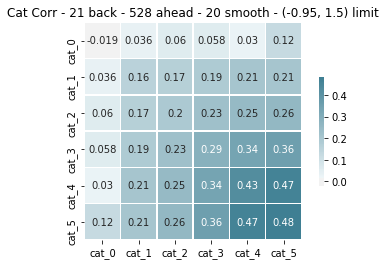 Cat Corr - 21 back - 528 ahead - 20 smooth - (-0.95, 1.5) limit
cat_0 -0.019 0.036 0.06 0.058 0.03 0.12
cat_1 0.036 0.16 0.17 0.19 0.21 0.21
cat_2 0.06 0.17 0.2 0.23 0.25 0.26
cat_3 0.058 0.19 0.23 0.29 0.34 0.36
cat_4 0.03 0.21 0.25 0.34 0.43 0.47
cat_5 0.12 0.21 0.26 0.36 0.47 0.48
cat_0 cat_1 cat_2 cat_3 cat_4 cat_5
0.4
0.3
0.2
0.1
0.0